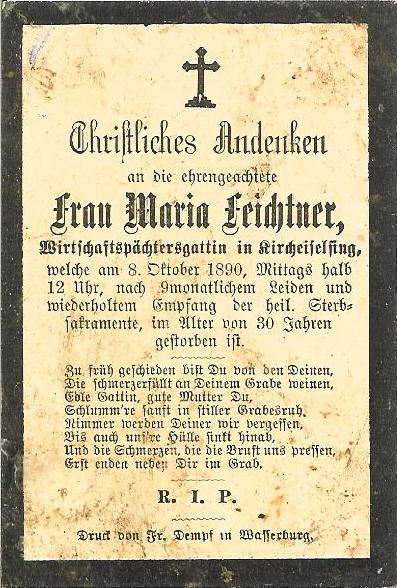 Christliches Andenken
an die ehrengeachtete
Frau Maria Feichtner,
Wirtschaftspächtersgattin in Kircheiselfing,
welche am 8. Oktober 1890, Mittags halb
12 Uhr, nach 9monatlichem Leiden und
wiederholtem Empfang der heil. Sterb-
sakramente, im Alter von 30 Jahren
gestorben ist.
Zu früh geschieden bist Du von den Deinen,
Die schmerzerfüllt an Deinem Grabe weinen,
Edle Gattin, gute Mutter Du,
Schlumm're sanft in stiller Grabesruh.
Nimmer werden Deiner wir vergessen,
Bis auch uns're Hülle sinkt hinab,
Und die Schmerzen, die die Brust uns pressen,
Erst enden neben Dir im Grab.
R. I. P.
Druck von Fr. Dempf in Wasserburg.